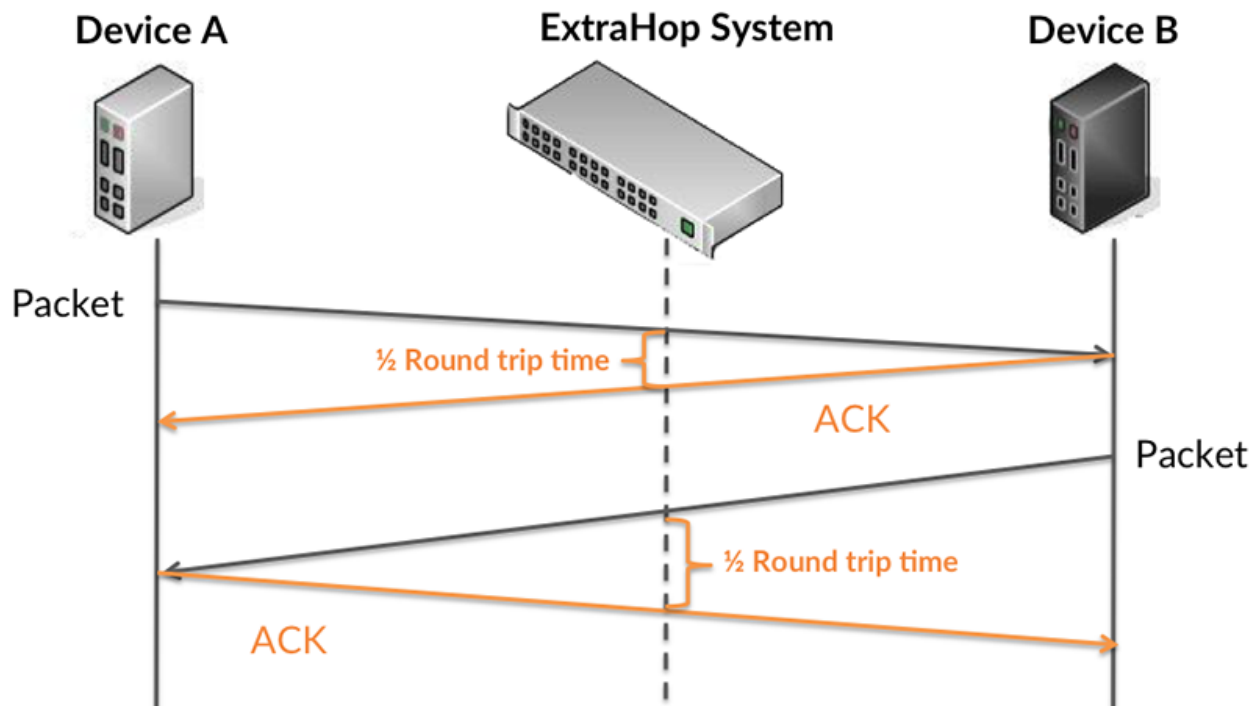 Device A
ExtraHop System
Device B
Packet
½ Round trip time
ACK
Packet
½ Round trip time
ACK